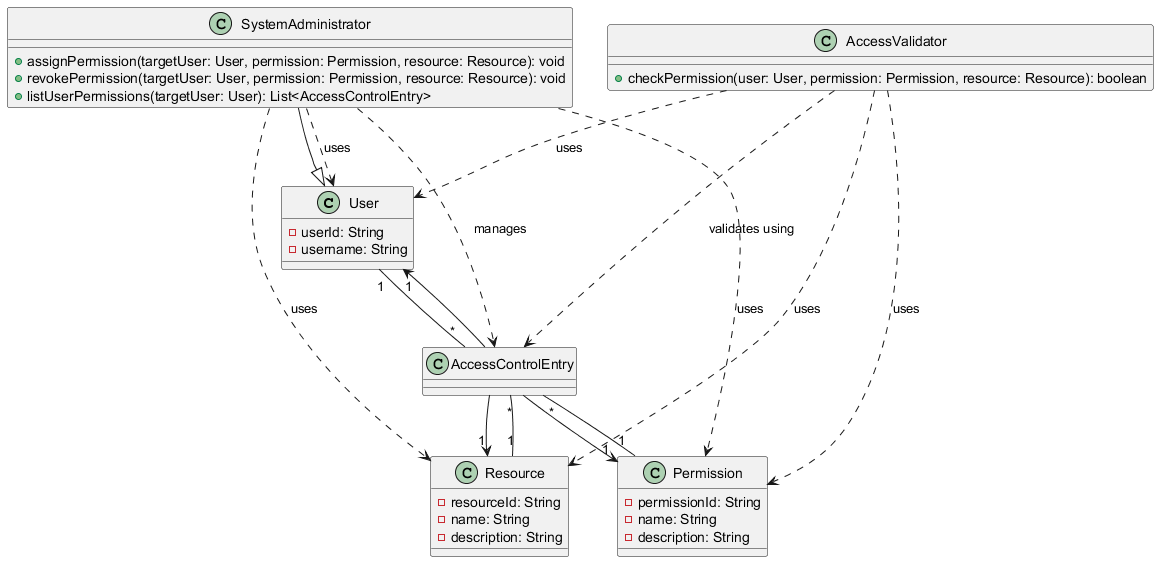 C SystemAdministrator
assignPermission(targetUser: User, permission: Permission, resource: Resource): void
revokePermission(targetUser: User, permission: Permission, resource: Resource): void
listUserPermissions(targetUser: User): List<AccessControlEntry>
C AccessValidator
checkPermission(user: User, permission: Permission, resource: Resource): boolean
uses
uses
C User
userId: String
username: String
manages
validates using
1
1
uses
uses
uses
uses
*
C AccessControlEntry
*
*
1
1
1
1
C Resource
resourceId: String
name: String
description: String
C Permission
permissionId: String
name: String
description: String